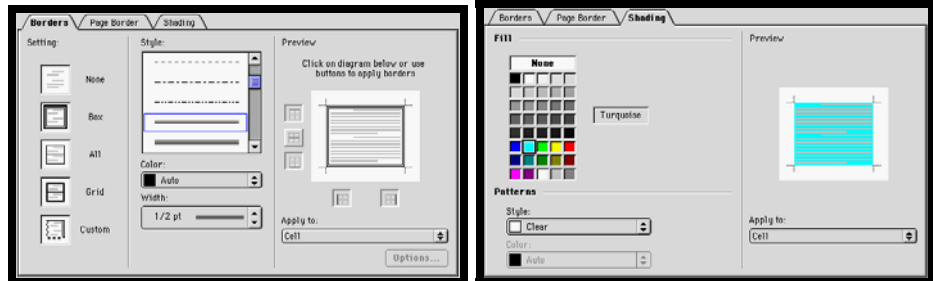 Borders Page Border Shading
Setting:
None
Box
All
Grid
Custom
Style:
Color:
Auto
Width:
1/2 pt
Preview
Click on diagram below or use
buttons to apply borders
Apply to:
Cell
Options...
Borders Page Border Shading
Fill
None
Turquoise
Patterns
Style:
Clear
Color:
Auto
Preview
Apply to:
Cell